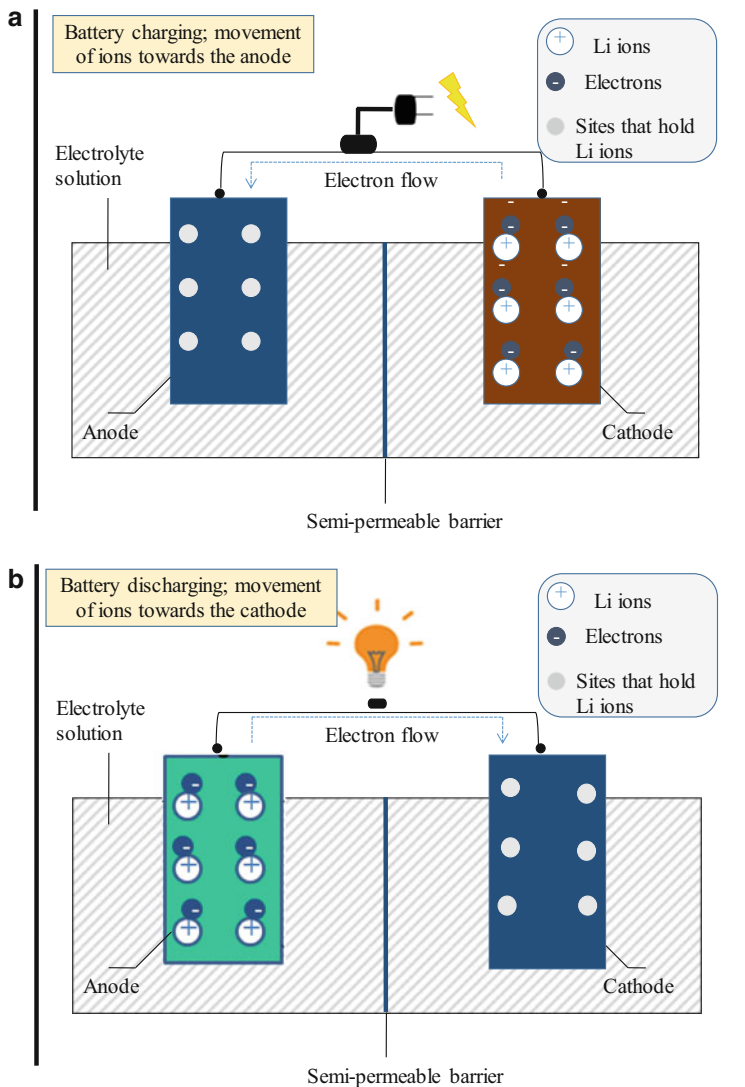 a
Battery charging; movement
of ions towards the anode
+ Li ions
- Electrons
Sites that hold
Li ions
Electrolyte
solution
Electron flow
- -
- -
+ +
- -
- -
+ +
- -
+ +
Anode
Cathode
Semi-permeable barrier
b
Battery discharging; movement
of ions towards the cathode
+ Li ions
- Electrons
Sites that hold
Li ions
Electrolyte
solution
Electron flow
- -
+ +
- -
+ +
- -
+ +
Anode
Cathode
Semi-permeable barrier